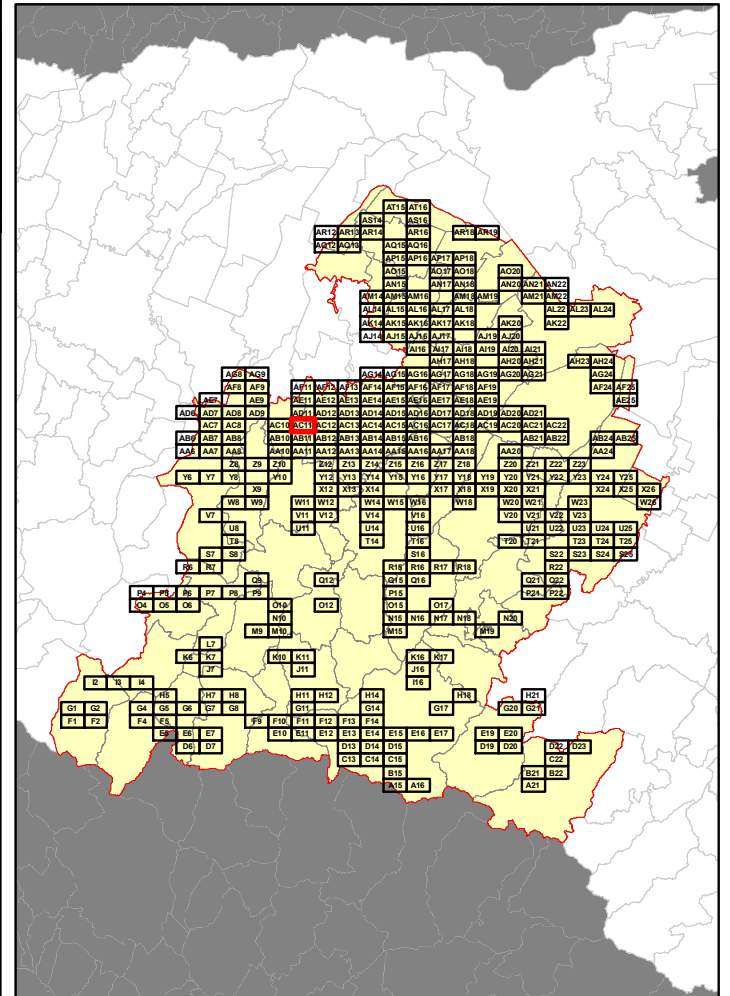 AT15 AT16
AS14 AS16
AR12 AR13 AR14 AR16 AR18 AR19
AQ12 AQ13 AQ15 AQ16
AP15 AP16 AP17 AP18
AO15 AO17 AO18 AO20
AN15 AN17 AN18 AN20 AN21 AN22
AM14 AM15 AM16 AM18 AM19 AM21 AM22
AL14 AL15 AL16 AL17 AL18 AL22 AL23 AL24
AK14 AK15 AK16 AK17 AK18 AK20 AK22
AJ14 AJ15 AJ16 AJ17 AJ19 AJ20
AI16 AI17 AI18 AI19 AI20 AI21
AH17 AH18 AH20 AH21 AH23 AH24
AG8 AG9 AG14 AG15 AG16 AG17 AG18 AG19 AG20 AG21 AG24
AF8 AF9 AF11 AF12 AF13 AF14 AF15 AF16 AF17 AF18 AF19 AF24 AF25
AE7 AE9 AE11 AE12 AE13 AE14 AE15 AE16 AE17 AE18 AE19 AE25
AD6 AD7 AD8 AD9 AD11 AD12 AD13 AD14 AD15 AD16 AD17 AD18 AD19 AD20 AD21
AC7 AC8 AC10 AC11 AC12 AC13 AC14 AC15 AC16 AC17 AC18 AC19 AC20 AC21 AC22
AB6 AB7 AB8 AB10 AB11 AB12 AB13 AB14 AB15 AB16 AB18 AB21 AB22 AB24 AB25
AA6 AA7 AA8 AA10 AA11 AA12 AA13 AA14 AA15 AA16 AA17 AA18 AA20 AA24
Z8 Z9 Z10 Z12 Z13 Z14 Z15 Z16 Z17 Z18 Z20 Z21 Z22 Z23
Y6 Y7 Y8 Y10 Y12 Y13 Y14 Y15 Y16 Y17 Y18 Y19 Y20 Y21 Y22 Y23 Y24 Y25
X9 X12 X13 X14 X17 X18 X19 X20 X21 X24 X25 X26
W8 W9 W11 W12 W14 W15 W16 W18 W20 W21 W23 W26
V7 V11 V12 V14 V16 V20 V21 V22 V23
U8 U11 U14 U16 U21 U22 U23 U24 U25
T8 T14 T16 T20 T21 T23 T24 T25
S7 S8 S16 S22 S23 S24 S25
R6 R7 R15 R16 R17 R18 R22
Q9 Q12 Q15 Q16 Q21 Q22
P4 P5 P6 P7 P8 P9 P15 P21 P22
O4 O5 O6 O10 O12 O15 O17
N10 N15 N16 N17 N18 N20
M9 M10 M15 M19
L7
K6 K7 K10 K11 K16 K17
J7 J11 J16
I2 I3 I4 I16
H5 H7 H8 H11 H12 H14 H18 H21
G1 G2 G4 G5 G6 G7 G8 G11 G14 G17 G20 G21
F1 F2 F4 F5 F9 F10 F11 F12 F13 F14
E5 E6 E7 E10 E11 E12 E13 E14 E15 E16 E17 E19 E20
D6 D7 D13 D14 D15 D19 D20 D22 D23
C13 C14 C15 C22
B15 B21 B22
A15 A16 A21